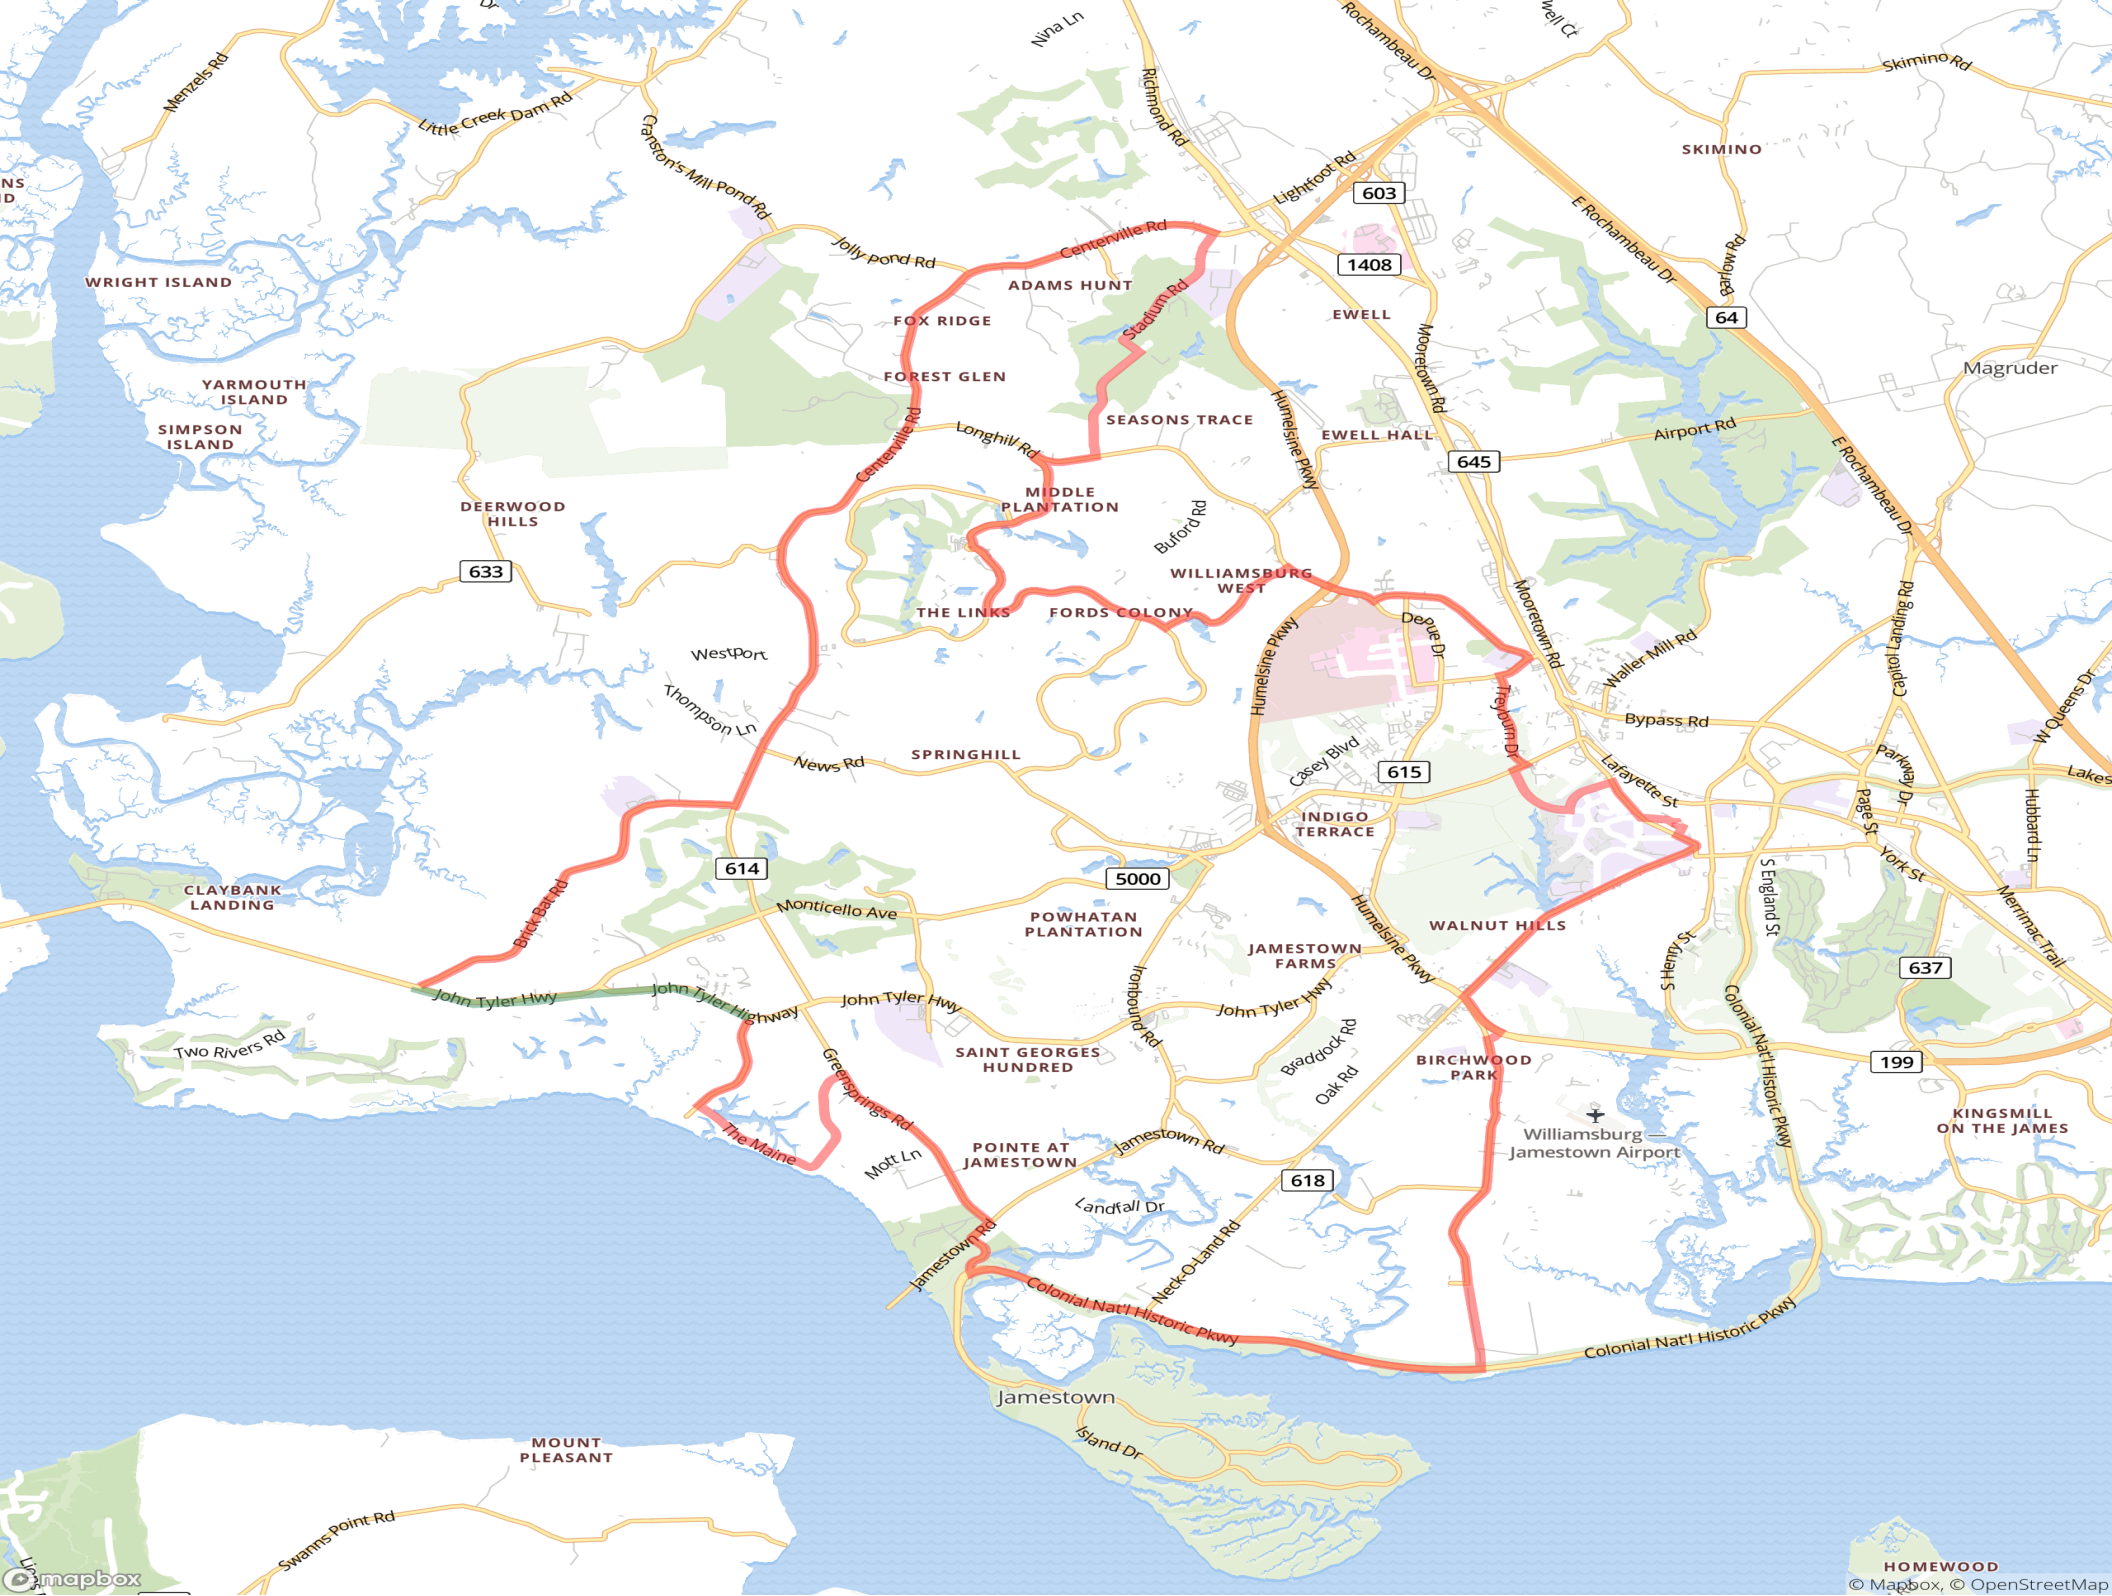 Dr
Nina Ln
Rochambeau Dr
well Ct
Menzels Rd
Little Creek Dam Rd
Richmond Rd
Skimino Rd
Cranston's Mill Pond Rd
SKIMINO
Lightfoot Rd
603
NS
D
E Rochambeau Dr
Jolly Pond Rd
Centerville Rd
1408
Barlow Rd
WRIGHT ISLAND
ADAMS HUNT
Stadium Rd
FOX RIDGE
EWELL
64
Mooretown Rd
Magruder
YARMOUTH
ISLAND
FOREST GLEN
SIMPSON
ISLAND
Centerville Rd
Longhill Rd
SEASONS TRACE
Humelsine Pkwy
EWELL HALL
Airport Rd
645
E Rochambeau Dr
DEERWOOD
HILLS
MIDDLE
PLANTATION
Buford Rd
633
WILLIAMSBURG
WEST
THE LINKS
FORDS COLONY
DePue Dr
Mooretown Rd
Capitol Landing Rd
Westport
Humelsine Pkwy
Waller Mill Rd
Thompson Ln
Treyburn Dr
Bypass Rd
W Queens Dr
News Rd
SPRINGHILL
Casey Blvd
615
Lafayette St
Parkway Dr
Lakes
Page St
Hubbard Ln
INDIGO
TERRACE
614
5000
CLAYBANK
LANDING
Brick Bat Rd
Monticello Ave
POWHATAN
PLANTATION
Humelsine Pkwy
WALNUT HILLS
S England St
York St
Merrimac Trail
JAMESTOWN
FARMS
S Henry St
637
John Tyler Hwy
John Tyler Highway
John Tyler Hwy
Ironbound Rd
John Tyler Hwy
Colonial Nat'l Historic Pkwy
Two Rivers Rd
Greensprings Rd
SAINT GEORGES
HUNDRED
Braddock Rd
Oak Rd
BIRCHWOOD
PARK
199
The Maine
Mott Ln
POINTE AT
JAMESTOWN
Jamestown Rd
Williamsburg —
Jamestown Airport
KINGSMILL
ON THE JAMES
618
Landfall Dr
Jamestown Rd
Neck-O-Land Rd
Colonial Nat'l Historic Pkwy
Colonial Nat'l Historic Pkwy
Jamestown
Island Dr
MOUNT
PLEASANT
Swanns Point Rd
HOMEWOOD
mapbox
© Mapbox, © OpenStreetMap